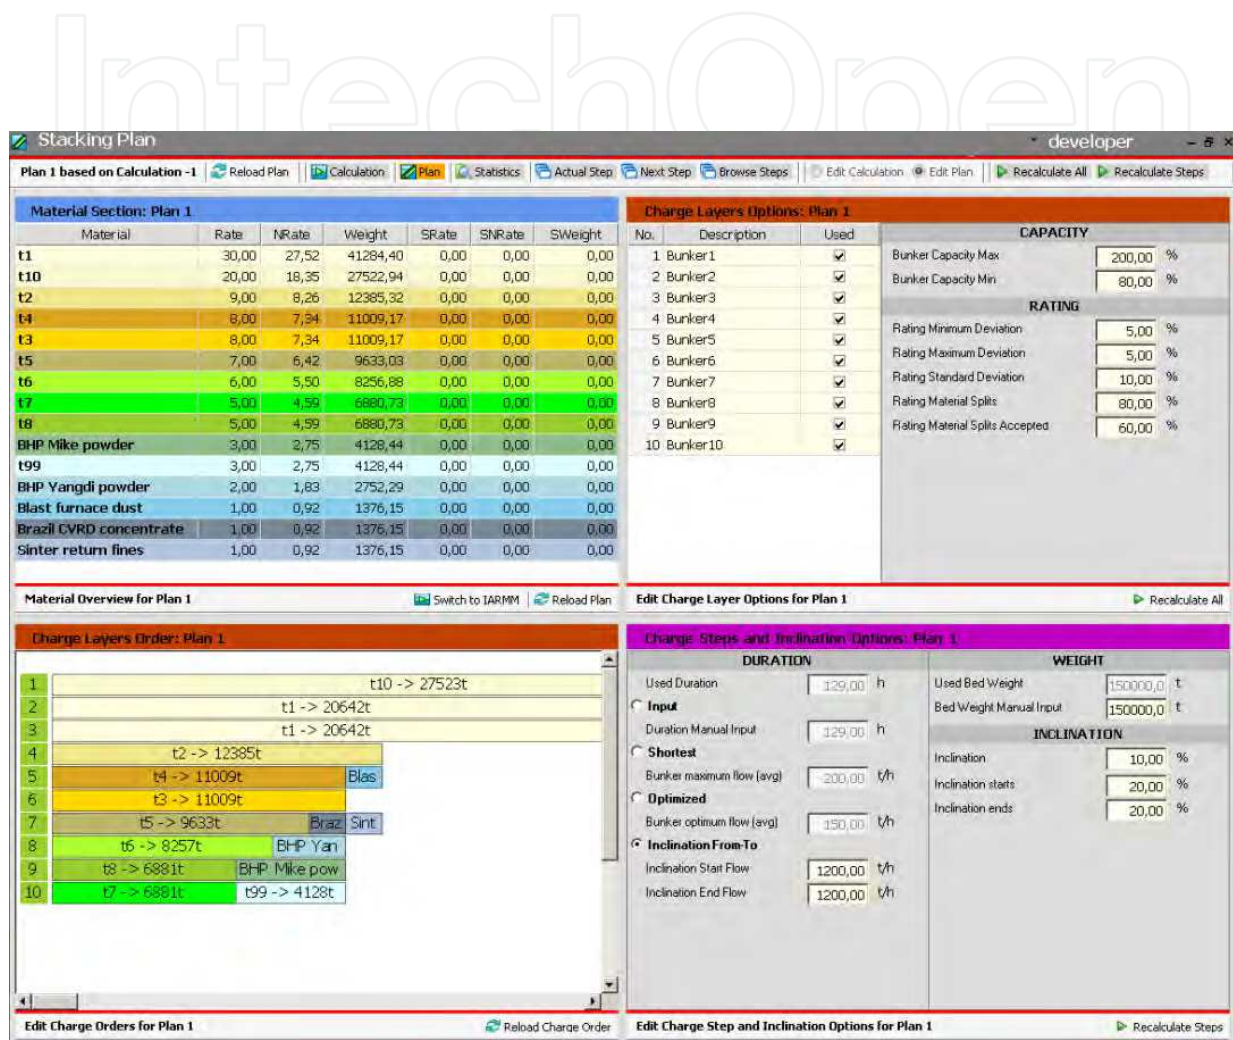 IntechOpen
Stacking Plan developer
Plan 1 based on Calculation -1 Reload Plan Calculation Plan Statistics Actual Step Next Step Browse Steps Edit Calculation Edit Plan Recalculate All Recalculate Steps
Material Section: Plan 1
Material Rate NRate Weight SRate SNRate SWeight
t1 30,00 27,52 41284,40 0,00 0,00 0,00
t10 20,00 18,35 27522,94 0,00 0,00 0,00
t2 9,00 8,26 12385,32 0,00 0,00 0,00
t4 8,00 7,34 11009,17 0,00 0,00 0,00
t3 8,00 7,34 11009,17 0,00 0,00 0,00
t5 7,00 6,42 9633,03 0,00 0,00 0,00
t6 6,00 5,50 8256,88 0,00 0,00 0,00
t7 5,00 4,59 6880,73 0,00 0,00 0,00
t8 5,00 4,59 6880,73 0,00 0,00 0,00
BHP Mike powder 3,00 2,75 4128,44 0,00 0,00 0,00
t99 3,00 2,75 4128,44 0,00 0,00 0,00
BHP Yangdi powder 2,00 1,83 2752,29 0,00 0,00 0,00
Blast furnace dust 1,00 0,92 1376,15 0,00 0,00 0,00
Brazil CVRD concentrate 1,00 0,92 1376,15 0,00 0,00 0,00
Sinter return fines 1,00 0,92 1376,15 0,00 0,00 0,00
Material Overview for Plan 1 Switch to IARMM Reload Plan
Charge Layers Options: Plan 1
No. Description Used
1 Bunker1
2 Bunker2
3 Bunker3
4 Bunker4
5 Bunker5
6 Bunker6
7 Bunker7
8 Bunker8
9 Bunker9
10 Bunker10
CAPACITY
Bunker Capacity Max 200,00 %
Bunker Capacity Min 80,00 %
RATING
Rating Minimum Deviation 5,00 %
Rating Maximum Deviation 5,00 %
Rating Standard Deviation 10,00 %
Rating Material Splits 80,00 %
Rating Material Splits Accepted 60,00 %
Edit Charge Layer Options for Plan 1 Recalculate All
Charge Layers Order: Plan 1
1 t10 -> 27523t
2 t1 -> 20642t
3 t1 -> 20642t
4 t2 -> 12385t
5 t4 -> 11009t Blas
6 t3 -> 11009t
7 t5 -> 9633t Braz Sint
8 t6 -> 8257t BHP Yan
9 t8 -> 6881t BHP Mike pow
10 t7 -> 6881t t99 -> 4128t
Edit Charge Orders for Plan 1 Reload Charge Order
Charge Steps and Inclination Options: Plan 1
DURATION
Used Duration 129,00 h
Input
Duration Manual Input 129,00 h
Shortest
Bunker maximum flow (avg) 200,00 t/h
Optimized
Bunker optimum flow (avg) 150,00 t/h
Inclination From-To
Inclination Start Flow 1200,00 t/h
Inclination End Flow 1200,00 t/h
WEIGHT
Used Bed Weight 150000,0 t
Bed Weight Manual Input 150000,0 t
INCLINATION
Inclination 10,00 %
Inclination starts 20,00 %
Inclination ends 20,00 %
Edit Charge Step and Inclination Options for Plan 1 Recalculate Steps